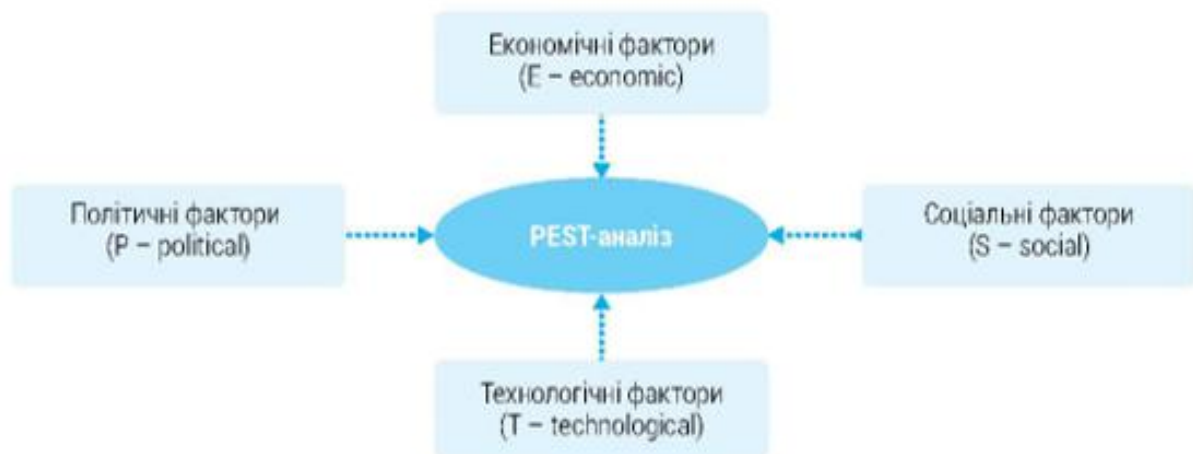 Економічні фактори
(E – economic)
Політичні фактори
(P – political)
PEST-аналіз
Соціальні фактори
(S – social)
Технологічні фактори
(T – technological)